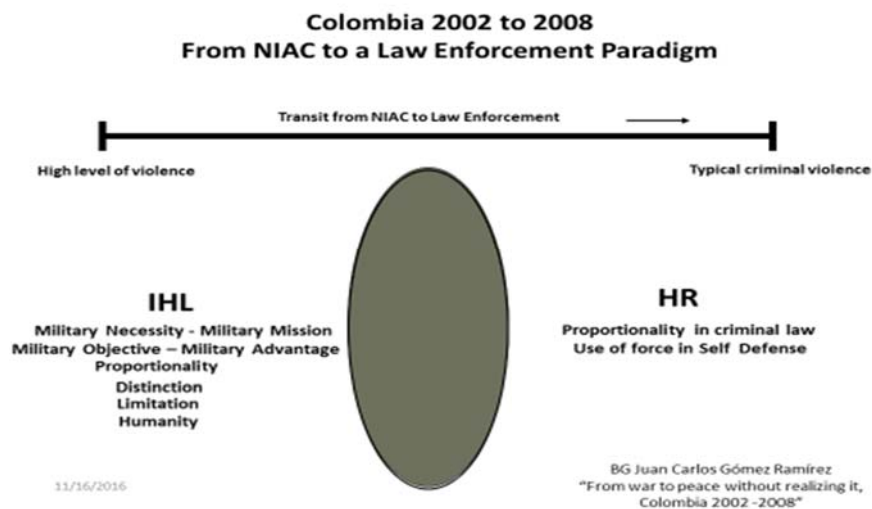 Colombia 2002 to 2008
From NIAC to a Law Enforcement Paradigm
Transit from NIAC to Law Enforcement
High level of violence
Typical criminal violence
IHL
Military Necessity - Military Mission
Military Objective – Military Advantage
Proportionality
Distinction
Limitation
Humanity
HR
Proportionality in criminal law
Use of force in Self Defense
11/16/2016
BG Juan Carlos Gómez Ramírez
“From war to peace without realizing it,
Colombia 2002 -2008”